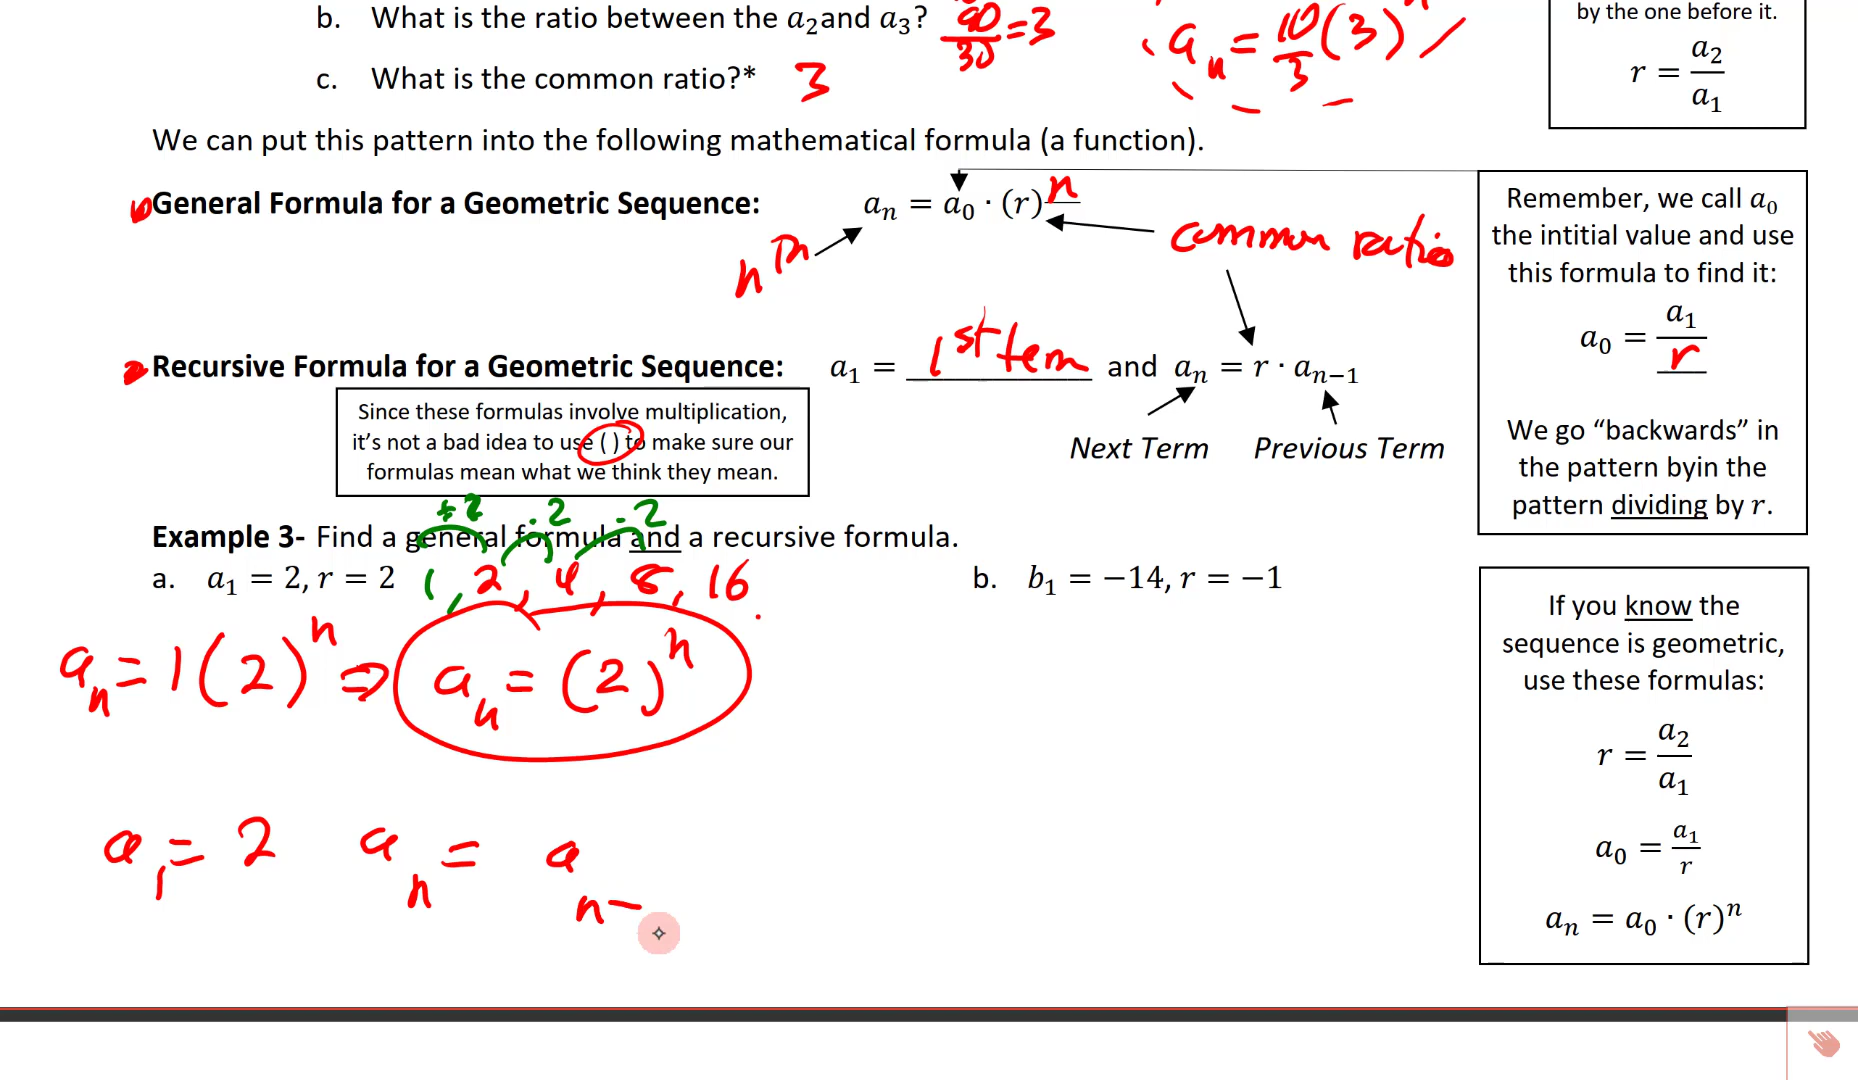 b. What is the ratio between the a₂ and a₃? 90/30 = 3
aₙ = 10/3 (3)ⁿ
by the one before it.
r = a₂/a₁
c. What is the common ratio?* 3
We can put this pattern into the following mathematical formula (a function).
General Formula for a Geometric Sequence: aₙ = a₀ · (r)ⁿ
nᵗʰ
common ratio
Recursive Formula for a Geometric Sequence: a₁ = 1st term and aₙ = r · aₙ₋₁
Next Term Previous Term
Since these formulas involve multiplication,
it’s not a bad idea to use ( ) to make sure our
formulas mean what we think they mean.
Remember, we call a₀
the intitial value and use
this formula to find it:
a₀ = a₁/r
We go “backwards” in
the pattern byin the
pattern dividing by r.
·2 ·2
Example 3- Find a general formula and a recursive formula.
a. a₁ = 2, r = 2 1, 2, 4, 8, 16
b. b₁ = −14, r = −1
aₙ = 1(2)ⁿ ⇒ aₙ = (2)ⁿ
a₁ = 2 aₙ = aₙ₋
If you know the
sequence is geometric,
use these formulas:
r = a₂/a₁
a₀ = a₁/r
aₙ = a₀ · (r)ⁿ